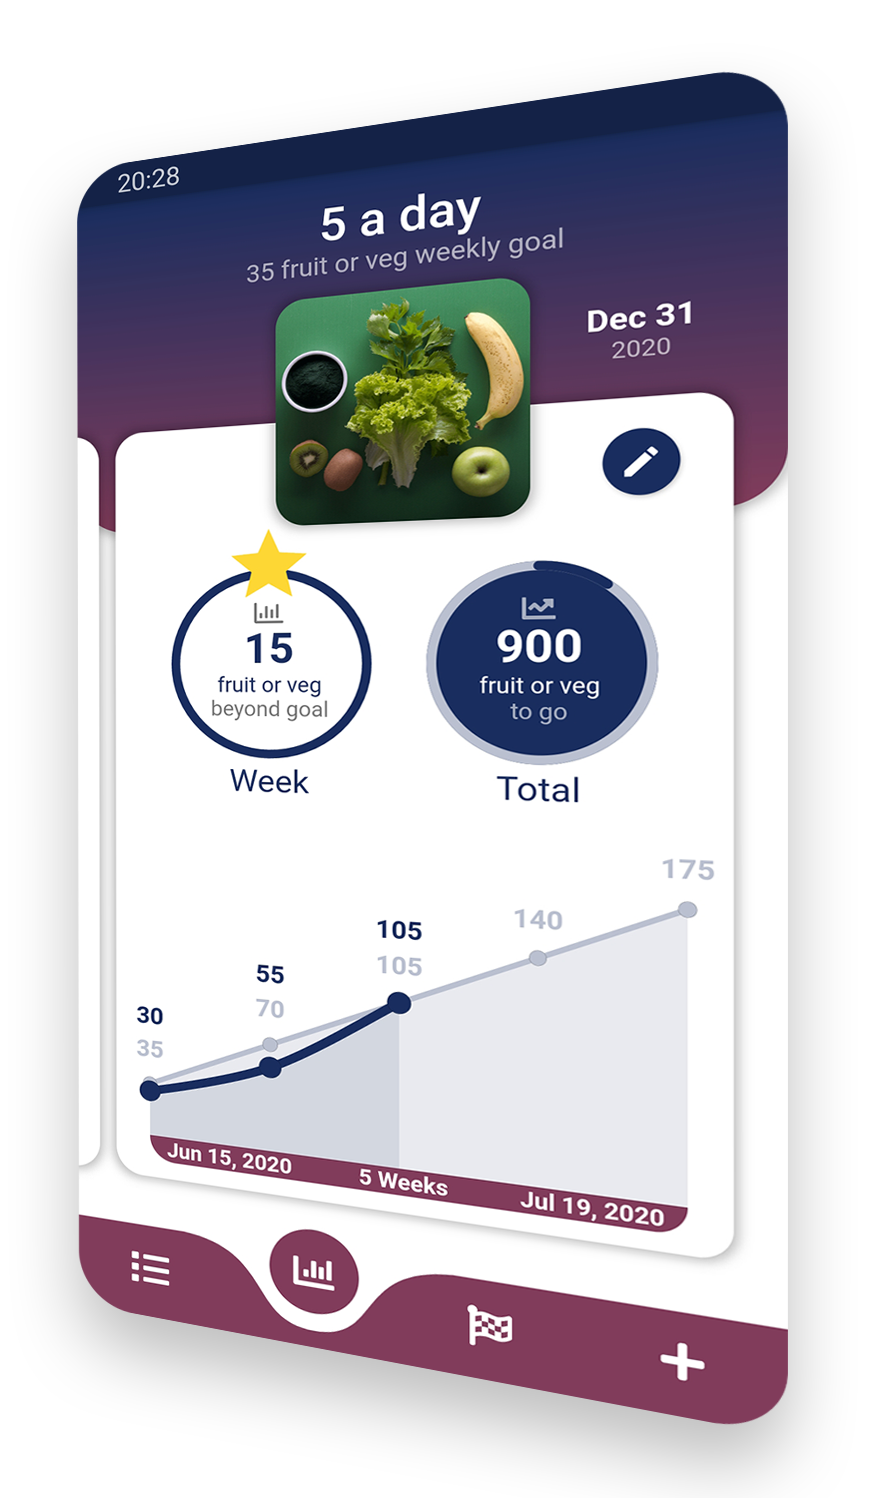 20:28
5 a day
35 fruit or veg weekly goal
Dec 31
2020
15
fruit or veg
beyond goal
Week
900
fruit or veg
to go
Total
175
140
105
105
55
70
30
35
Jun 15, 2020
5 Weeks
Jul 19, 2020